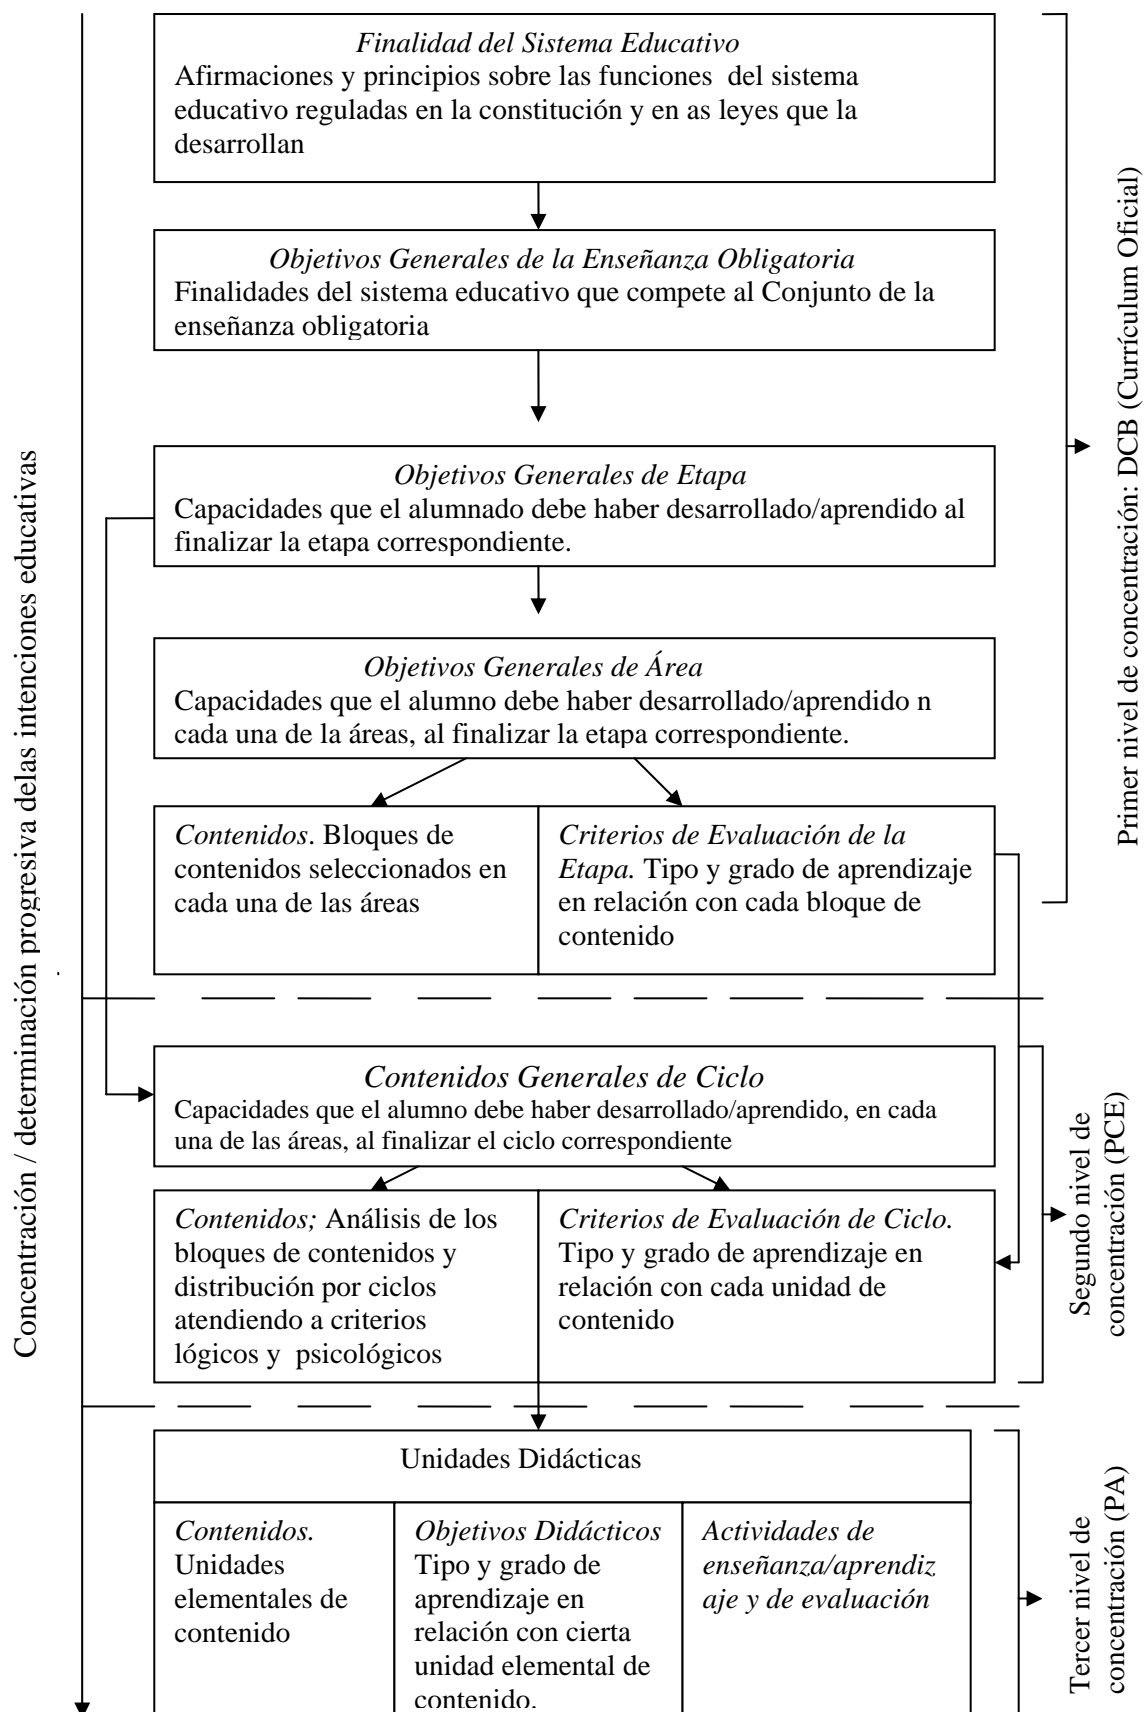 Finalidad del Sistema Educativo
Afirmaciones y principios sobre las funciones del sistema
educativo reguladas en la constitución y en as leyes que la
desarrollan
Objetivos Generales de la Enseñanza Obligatoria
Finalidades del sistema educativo que compete al Conjunto de la
enseñanza obligatoria
Objetivos Generales de Etapa
Capacidades que el alumnado debe haber desarrollado/aprendido al
finalizar la etapa correspondiente.
Objetivos Generales de Área
Capacidades que el alumno debe haber desarrollado/aprendido n
cada una de la áreas, al finalizar la etapa correspondiente.
Contenidos. Bloques de
contenidos seleccionados en
cada una de las áreas
Criterios de Evaluación de la
Etapa. Tipo y grado de aprendizaje
en relación con cada bloque de
contenido
Contenidos Generales de Ciclo
Capacidades que el alumno debe haber desarrollado/aprendido, en cada
una de las áreas, al finalizar el ciclo correspondiente
Contenidos; Análisis de los
bloques de contenidos y
distribución por ciclos
atendiendo a criterios
lógicos y psicológicos
Criterios de Evaluación de Ciclo.
Tipo y grado de aprendizaje en
relación con cada unidad de
contenido
Unidades Didácticas
Contenidos.
Unidades
elementales de
contenido
Objetivos Didácticos
Tipo y grado de
aprendizaje en
relación con cierta
unidad elemental de
contenido.
Actividades de
enseñanza/aprendiz
aje y de evaluación
Concentración / determinación progresiva delas intenciones educativas
Primer nivel de concentración: DCB (Currículum Oficial)
Segundo nivel de
concentración (PCE)
Tercer nivel de
concentración (PA)